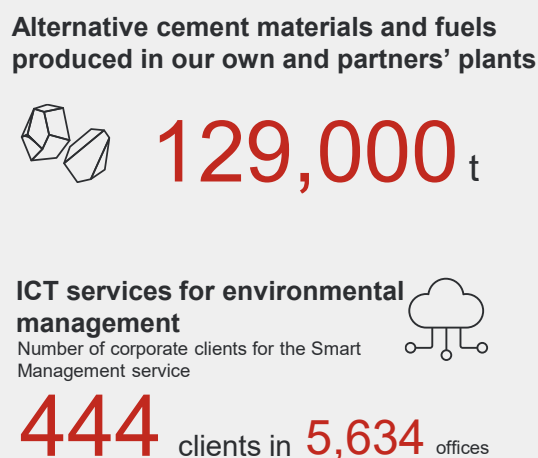 Alternative cement materials and fuels
produced in our own and partners’ plants
129,000 t
ICT services for environmental
management
Number of corporate clients for the Smart
Management service
444 clients in 5,634 offices